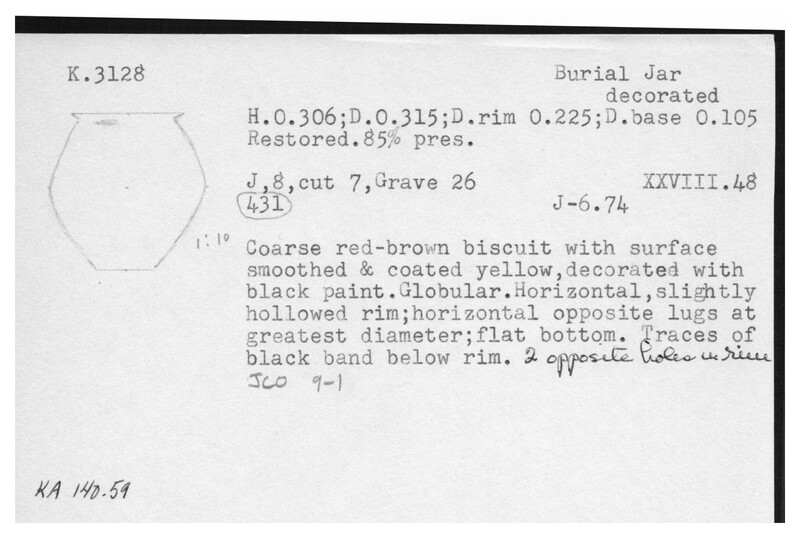 K.3128
Burial Jar
decorated
H.0.306;D.0.315;D.rim 0.225;D.base 0.105
Restored.85% pres.
J,8,cut 7,Grave 26 XXVIII.48
431 J-6.74
1:10
Coarse red-brown biscuit with surface
smoothed & coated yellow,decorated with
black paint.Globular.Horizontal,slightly
hollowed rim;horizontal opposite lugs at
greatest diameter;flat bottom. Traces of
black band below rim. 2 opposite holes in rim
JCO 9-1
KA 140.59